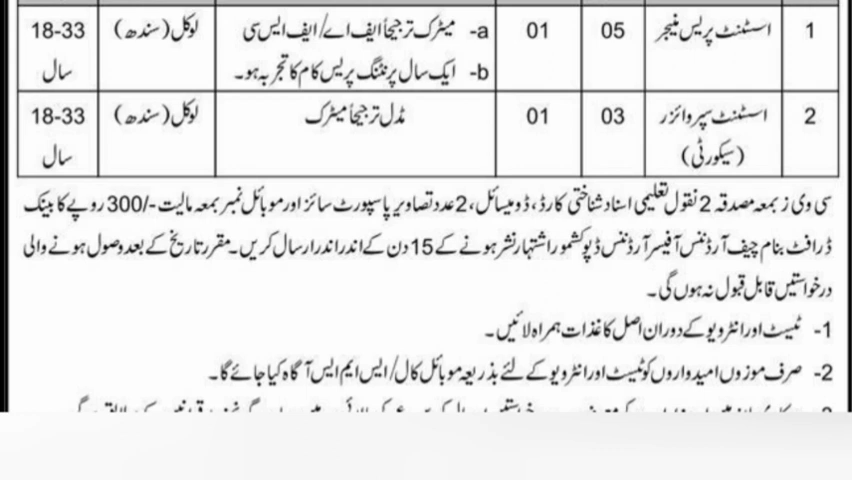 1 اسسٹنٹ پریس منیجر 05 01 a- میٹرک ترجیحاً ایف اے/ایف ایس سی لوکل (سندھ) 18-33
b- ایک سال پرنٹنگ پریس کام کا تجربہ ہو۔ سال
2 اسسٹنٹ سپروائزر 03 01 مڈل ترجیحاً میٹرک لوکل (سندھ) 18-33
(سیکورٹی) سال
سی وی ز بمعہ مصدقہ 2 نقول تعلیمی اسناد شناختی کارڈ، ڈومیسائل، 2 عدد تصاویر پاسپورٹ سائز اور موبائل نمبر بمعہ مالیت -/300 روپے کا بینک
ڈرافٹ بنام چیف آرڈننس آفیسر آرڈننس ڈپو کشمور اشتہار نشر ہونے کے 15 دن کے اندر اندر ارسال کریں۔ مقرر تاریخ کے بعد وصول ہونے والی
درخواستیں قابل قبول نہ ہوں گی۔
1- ٹیسٹ اور انٹرویو کے دوران اصل کاغذات ہمراہ لائیں۔
2- صرف موزوں امیدواروں کو ٹیسٹ اور انٹرویو کے لئے بذریعہ موبائل کال/ایس ایم ایس آگاہ کیا جائے گا۔